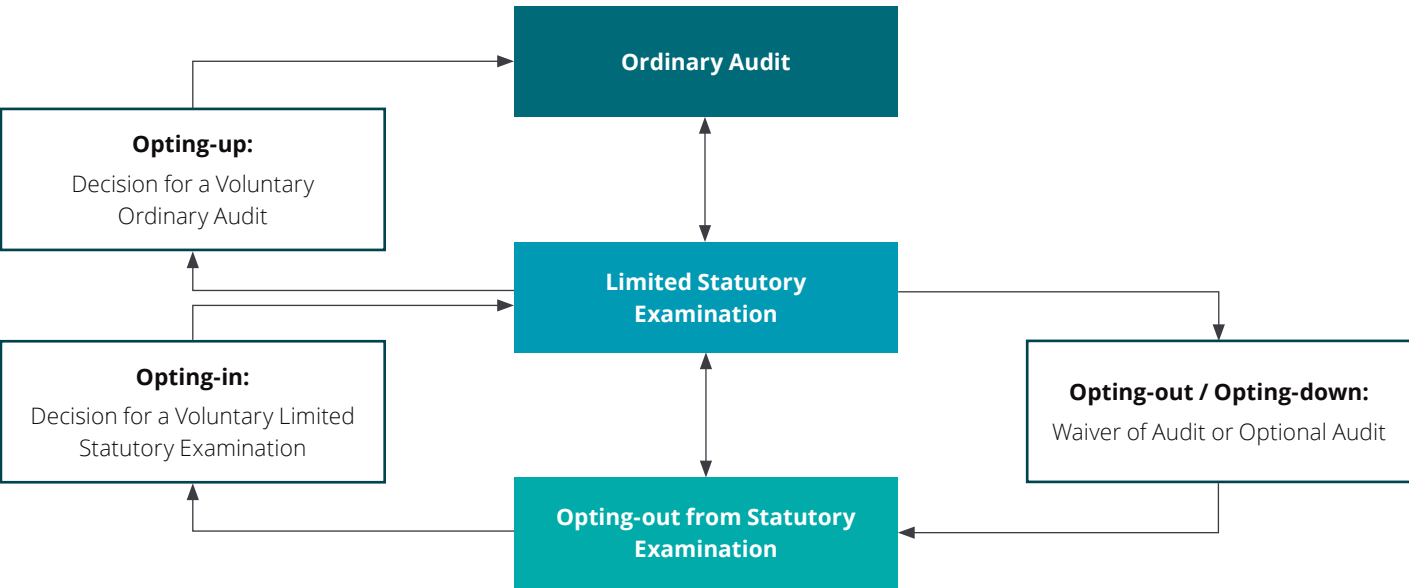 Ordinary Audit
Opting-up:
Decision for a Voluntary
Ordinary Audit
Limited Statutory
Examination
Opting-in:
Decision for a Voluntary Limited
Statutory Examination
Opting-out / Opting-down:
Waiver of Audit or Optional Audit
Opting-out from Statutory
Examination